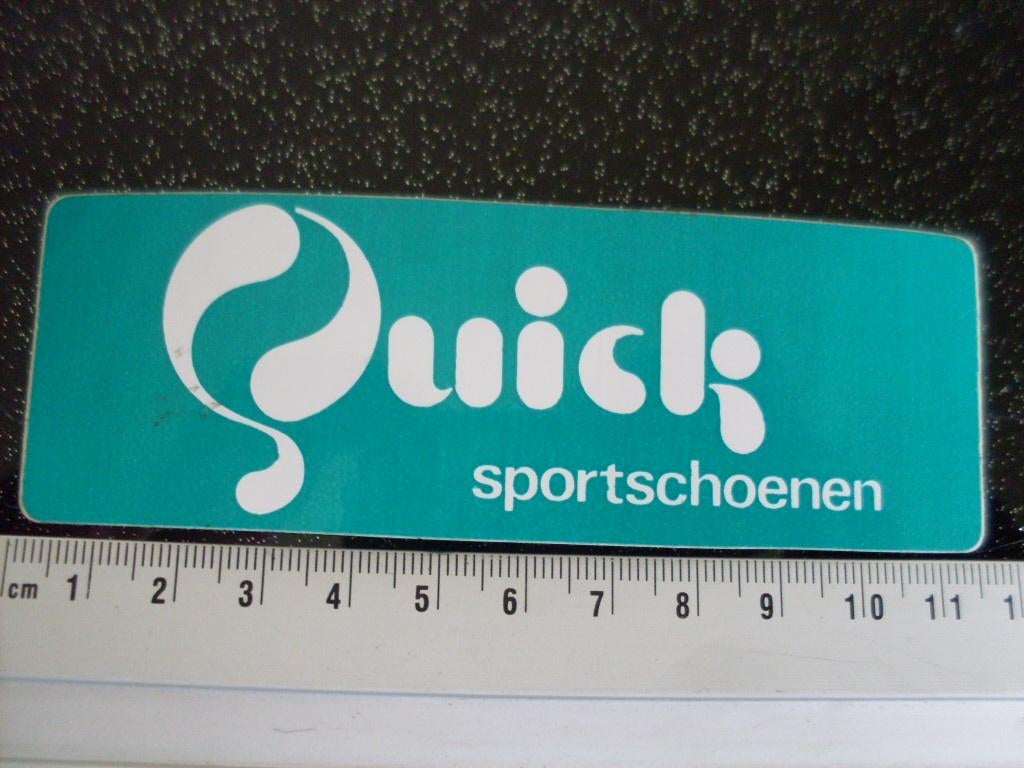 Quick
sportschoenen
cm 1 2 3 4 5 6 7 8 9 10 11